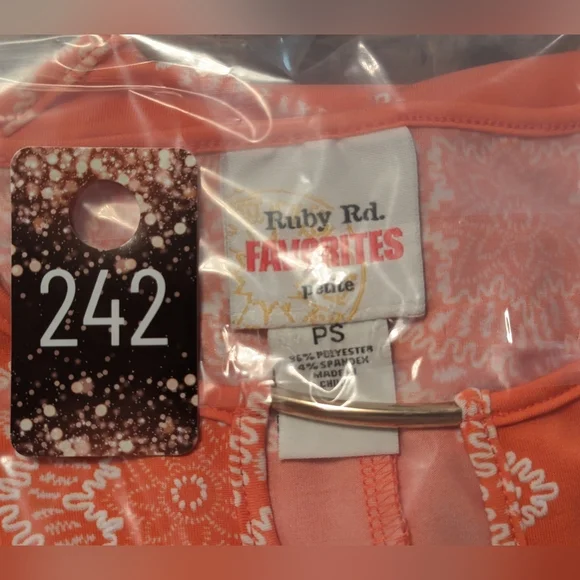 242
Ruby Rd.
FAVORITES
petite
PS
96% POLYESTER
4% SPANDEX
MADE IN
CHINA